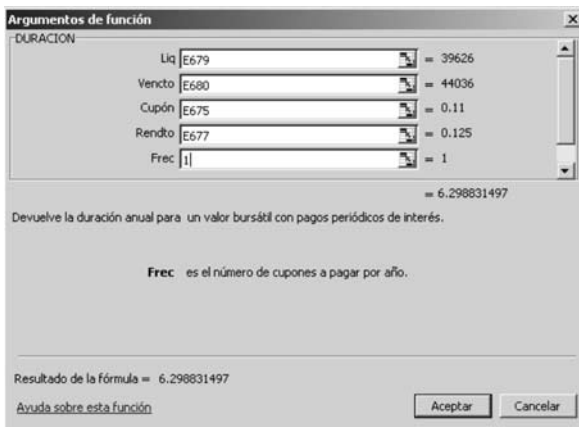 Argumentos de función
DURACION
Liq E679 = 39626
Vencto E680 = 44036
Cupón E675 = 0.11
Rendto E677 = 0.125
Frec 1 = 1
= 6.298831497
Devuelve la duración anual para un valor bursátil con pagos periódicos de interés.
Frec es el número de cupones a pagar por año.
Resultado de la fórmula = 6.298831497
Ayuda sobre esta función Aceptar Cancelar